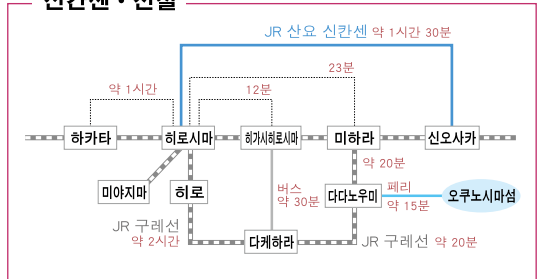 신칸센・전철
JR 산요 신칸센 약 1시간 30분
23분
약 1시간
12분
하카타
히로시마
히가시히로시마
미하라
신오사카
약 20분
미야지마
히로
버스
약 30분
다다노우미
페리
약 15분
오쿠노시마섬
JR 구레선
약 2시간
다케하라
JR 구레선 약 20분